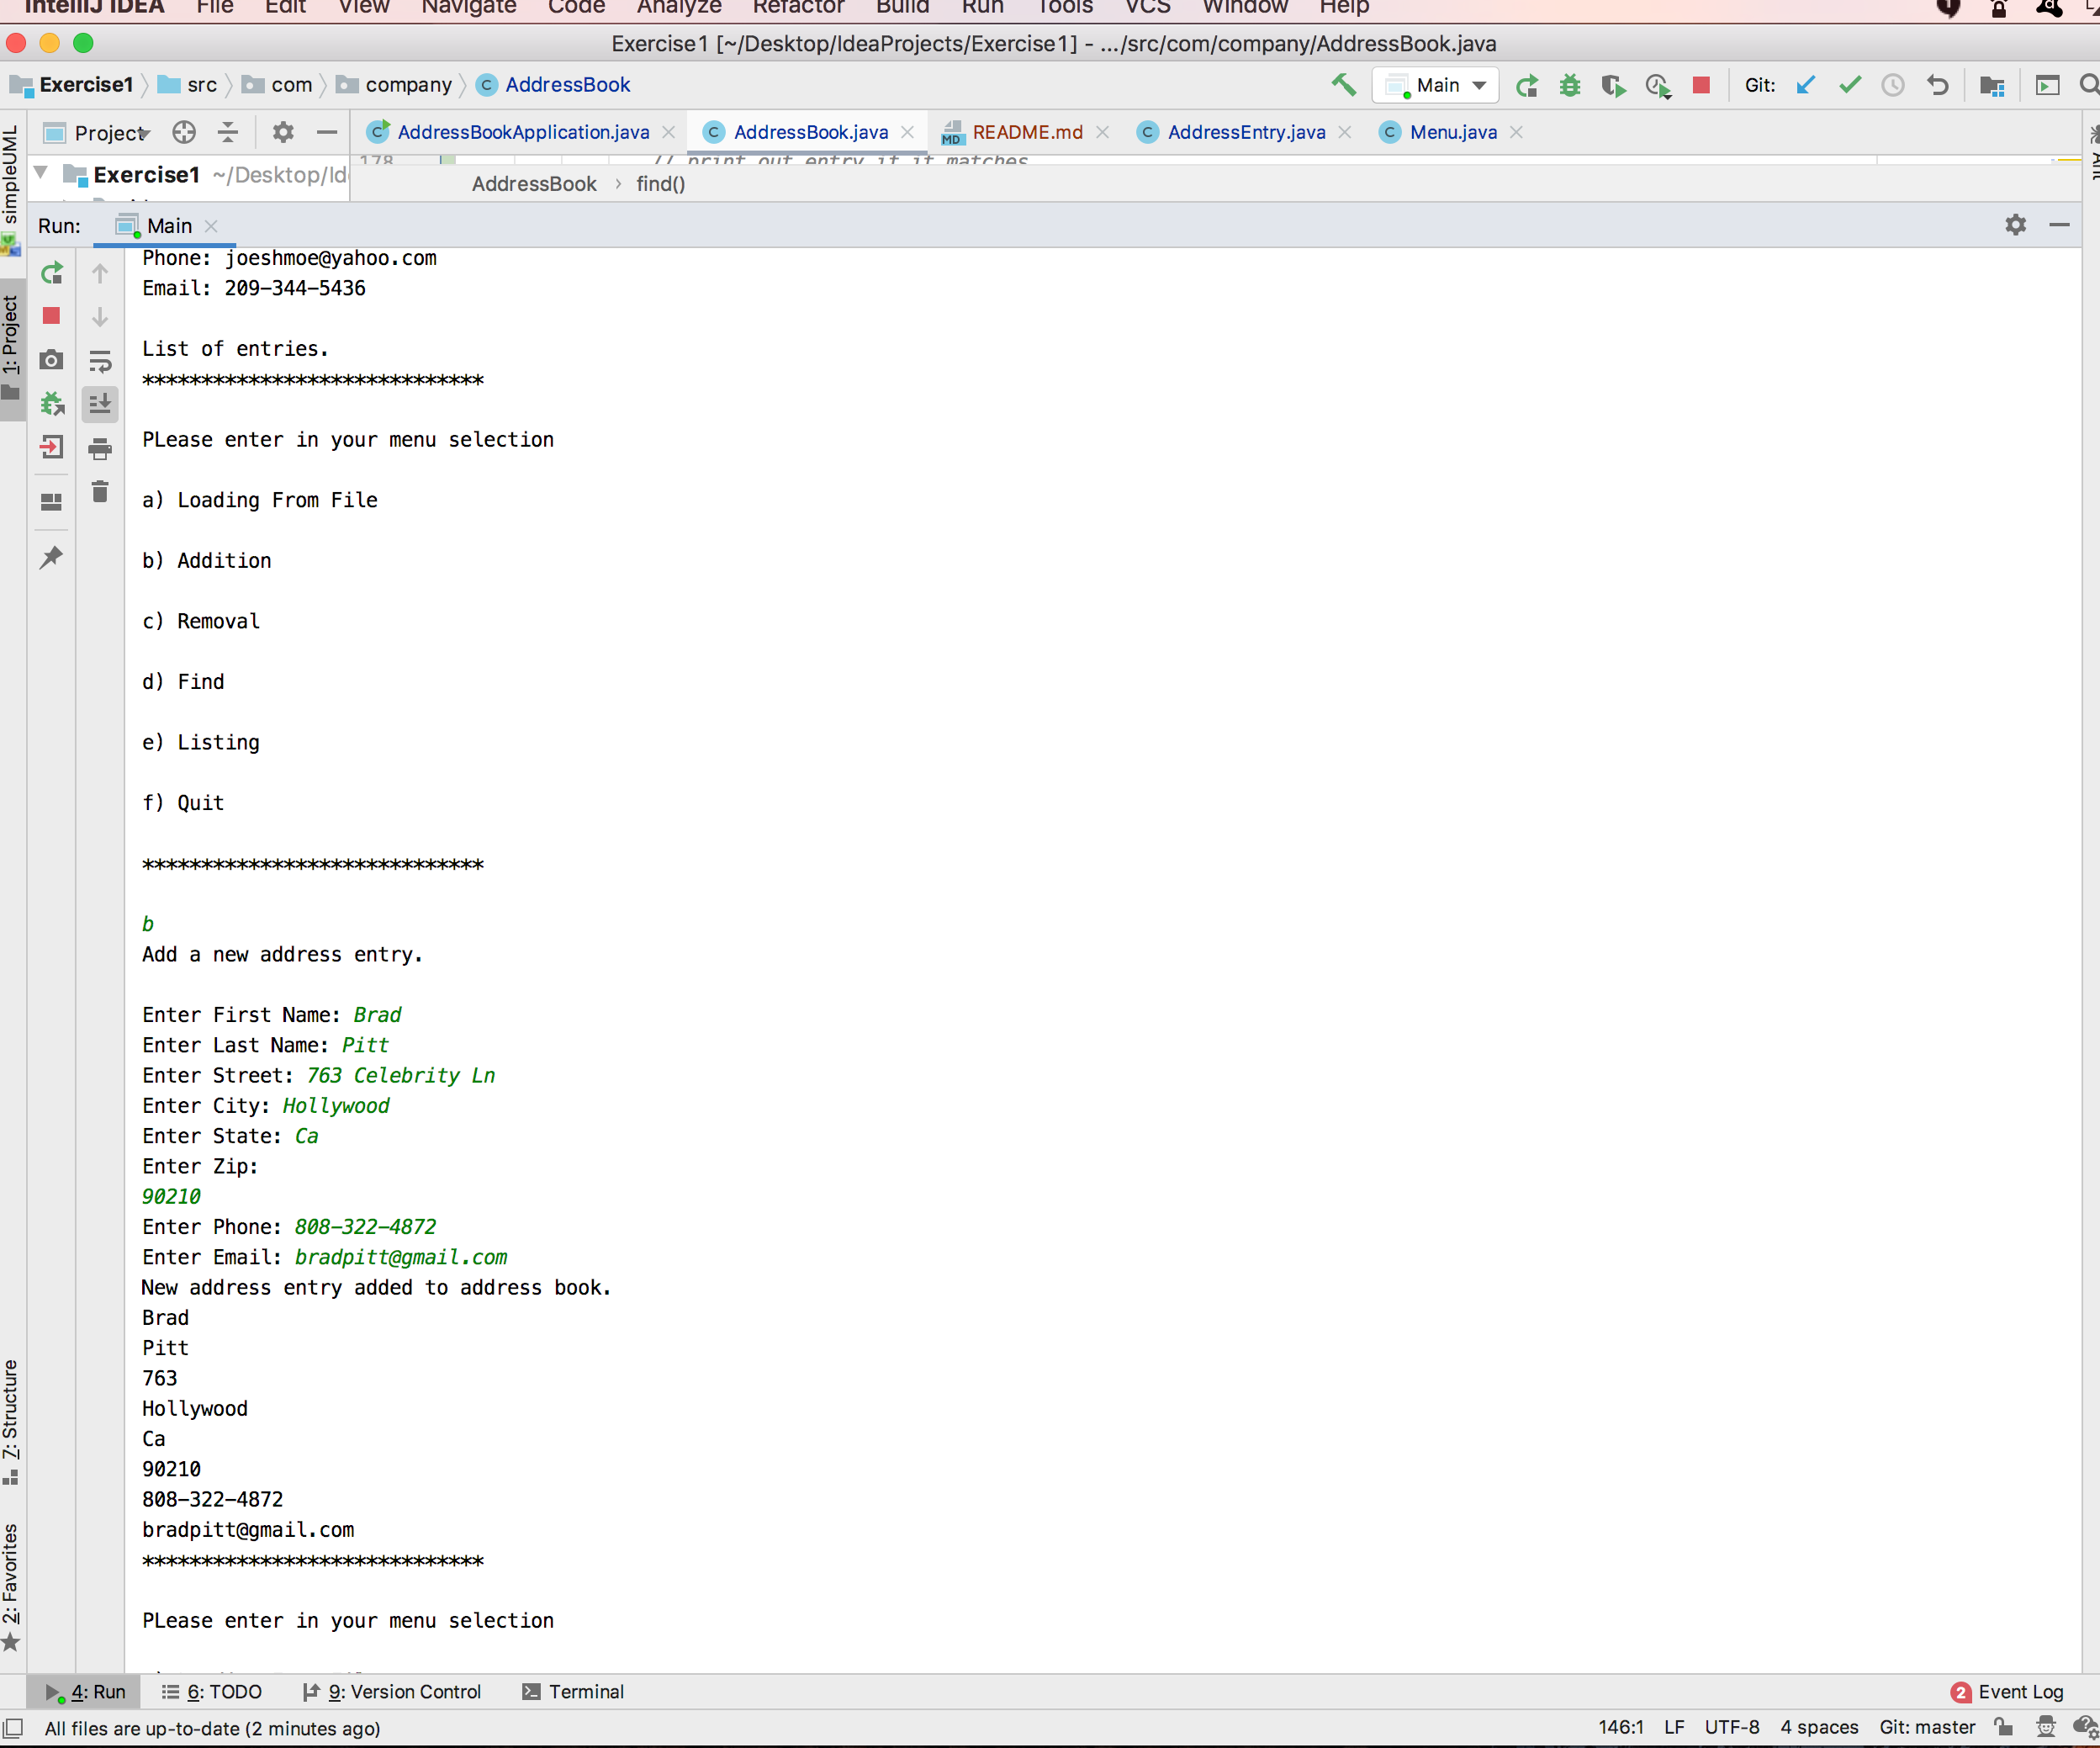 IntelliJ IDEA File Edit View Navigate Code Analyze Refactor Build Run Tools VCS Window Help
Exercise1 [~/Desktop/IdeaProjects/Exercise1] - .../src/com/company/AddressBook.java
Exercise1 src com company AddressBook
Main Git:
Project AddressBookApplication.java AddressBook.java README.md AddressEntry.java Menu.java
178 // print out entry if it matches
Exercise1 ~/Desktop/Id
AddressBook › find()
simpleUML
1: Project
7: Structure
2: Favorites
Run: Main
Phone: joeshmoe@yahoo.com
Email: 209-344-5436
List of entries.
*****************************
PLease enter in your menu selection
a) Loading From File
b) Addition
c) Removal
d) Find
e) Listing
f) Quit
*****************************
b
Add a new address entry.
Enter First Name: Brad
Enter Last Name: Pitt
Enter Street: 763 Celebrity Ln
Enter City: Hollywood
Enter State: Ca
Enter Zip:
90210
Enter Phone: 808-322-4872
Enter Email: bradpitt@gmail.com
New address entry added to address book.
Brad
Pitt
763
Hollywood
Ca
90210
808-322-4872
bradpitt@gmail.com
*****************************
PLease enter in your menu selection
4: Run 6: TODO 9: Version Control Terminal 2 Event Log
All files are up-to-date (2 minutes ago) 146:1 LF UTF-8 4 spaces Git: master